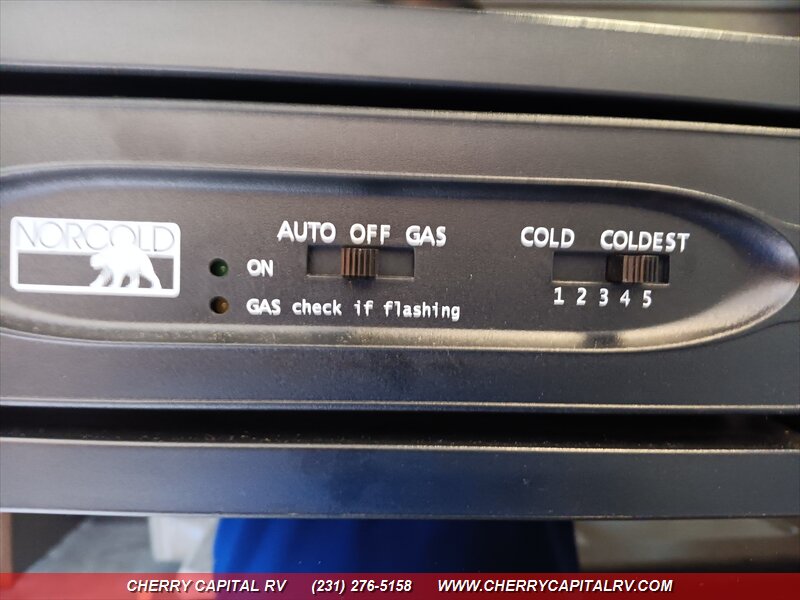 NORCOLD
AUTO OFF GAS
ON
GAS check if flashing
COLD COLDEST
1 2 3 4 5
CHERRY CAPITAL RV (231) 276-5158 WWW.CHERRYCAPITALRV.COM